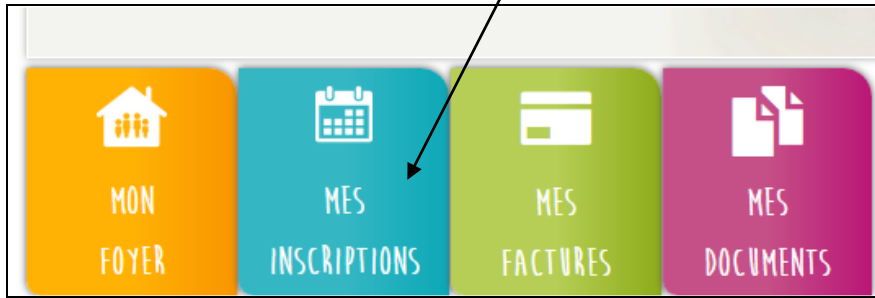 MON
FOYER
MES
INSCRIPTIONS
MES
FACTURES
MES
DOCUMENTS